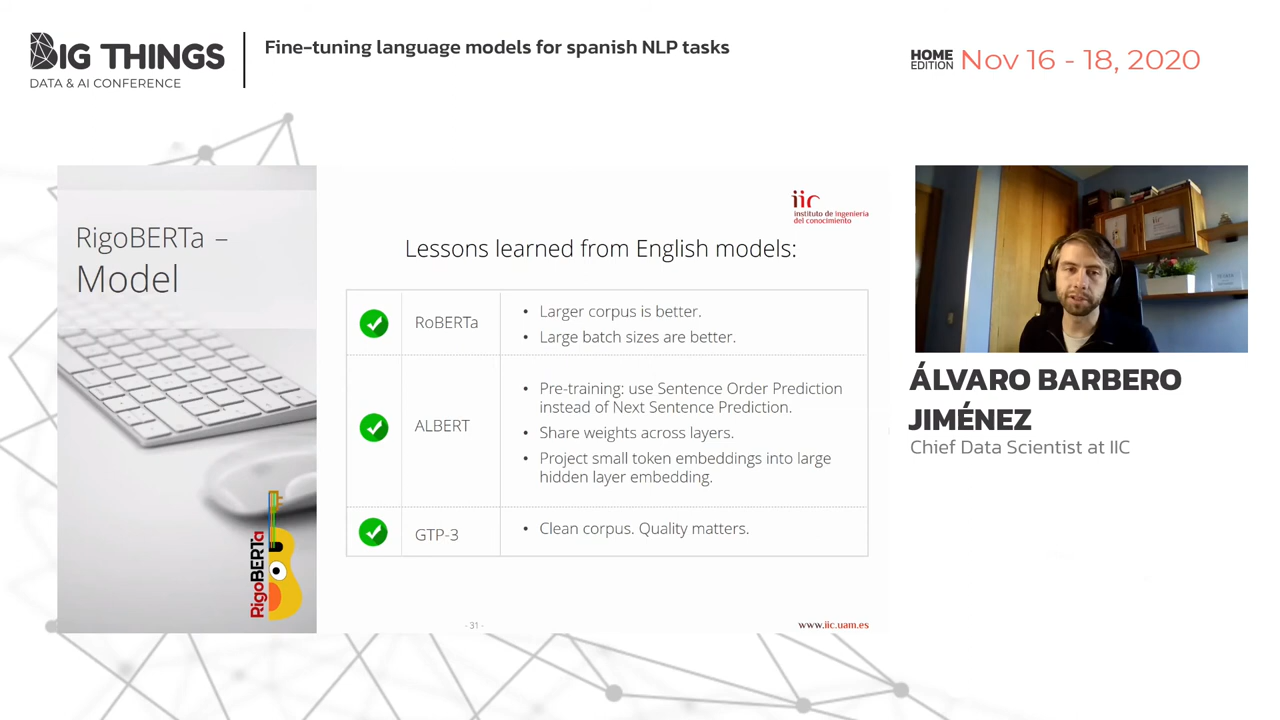 BIG THINGS
DATA & AI CONFERENCE
Fine-tuning language models for spanish NLP tasks
HOME
EDITION
Nov 16 - 18, 2020
RigoBERTa –
Model
RigoBERTa
iic
instituto de ingeniería
del conocimiento
Lessons learned from English models:
RoBERTa
• Larger corpus is better.
• Large batch sizes are better.
ALBERT
• Pre-training: use Sentence Order Prediction
instead of Next Sentence Prediction.
• Share weights across layers.
• Project small token embeddings into large
hidden layer embedding.
GTP-3
• Clean corpus. Quality matters.
- 31 -
www.iic.uam.es
ÁLVARO BARBERO
JIMÉNEZ
Chief Data Scientist at IIC